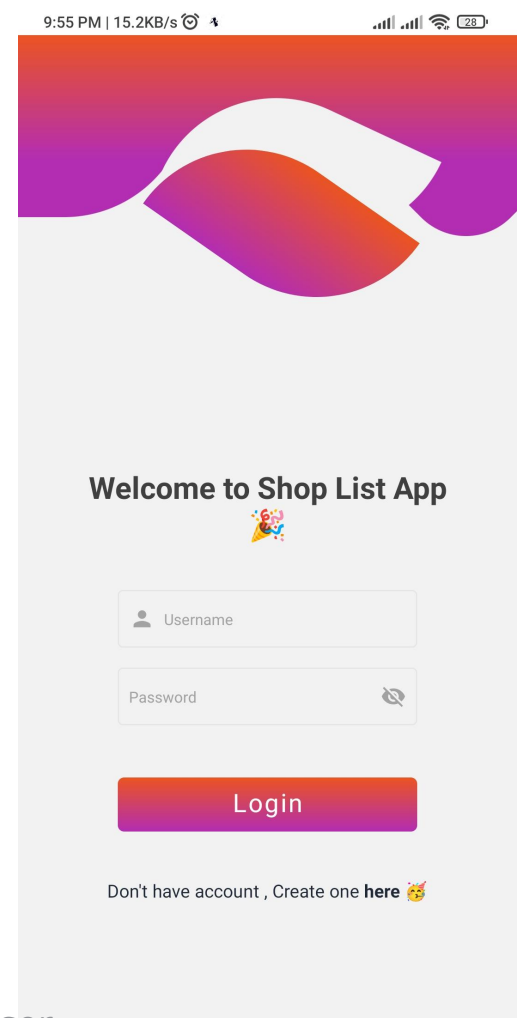 9:55 PM | 15.2KB/s 28
Welcome to Shop List App
🎉
Username
Password
Login
Don't have account , Create one here 🥳